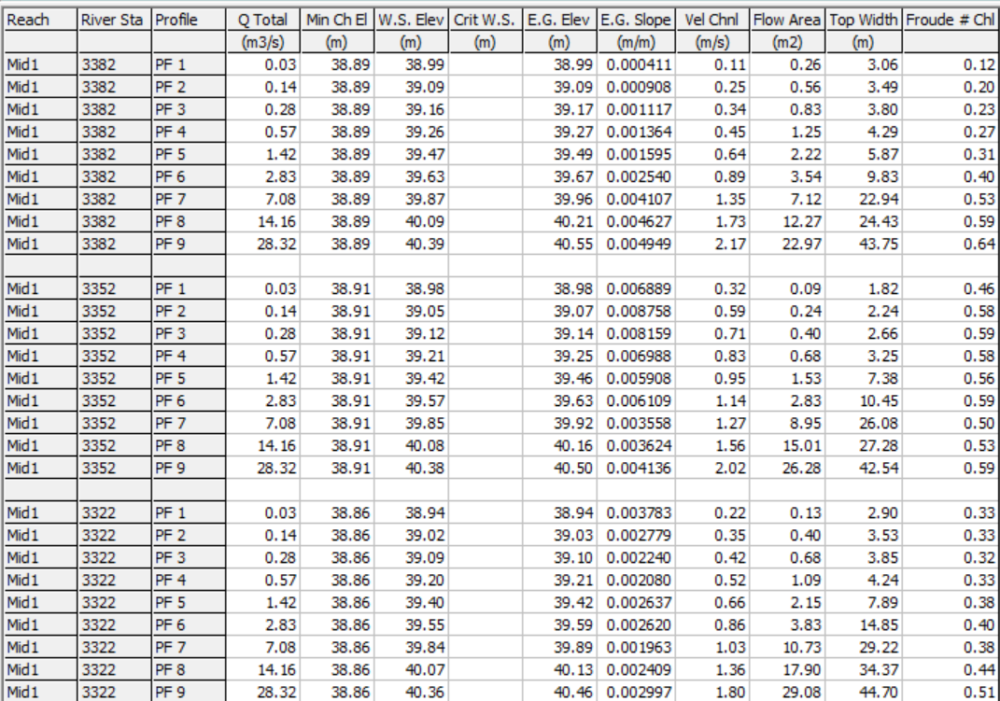 Reach River Sta Profile Q Total Min Ch El W.S. Elev Crit W.S. E.G. Elev E.G. Slope Vel Chnl Flow Area Top Width Froude # Chl
(m3/s) (m) (m) (m) (m) (m/m) (m/s) (m2) (m)
Mid1 3382 PF 1 0.03 38.89 38.99 38.99 0.000411 0.11 0.26 3.06 0.12
Mid1 3382 PF 2 0.14 38.89 39.09 39.09 0.000908 0.25 0.56 3.49 0.20
Mid1 3382 PF 3 0.28 38.89 39.16 39.17 0.001117 0.34 0.83 3.80 0.23
Mid1 3382 PF 4 0.57 38.89 39.26 39.27 0.001364 0.45 1.25 4.29 0.27
Mid1 3382 PF 5 1.42 38.89 39.47 39.49 0.001595 0.64 2.22 5.87 0.31
Mid1 3382 PF 6 2.83 38.89 39.63 39.67 0.002540 0.89 3.54 9.83 0.40
Mid1 3382 PF 7 7.08 38.89 39.87 39.96 0.004107 1.35 7.12 22.94 0.53
Mid1 3382 PF 8 14.16 38.89 40.09 40.21 0.004627 1.73 12.27 24.43 0.59
Mid1 3382 PF 9 28.32 38.89 40.39 40.55 0.004949 2.17 22.97 43.75 0.64
Mid1 3352 PF 1 0.03 38.91 38.98 38.98 0.006889 0.32 0.09 1.82 0.46
Mid1 3352 PF 2 0.14 38.91 39.05 39.07 0.008758 0.59 0.24 2.24 0.58
Mid1 3352 PF 3 0.28 38.91 39.12 39.14 0.008159 0.71 0.40 2.66 0.59
Mid1 3352 PF 4 0.57 38.91 39.21 39.25 0.006988 0.83 0.68 3.25 0.58
Mid1 3352 PF 5 1.42 38.91 39.42 39.46 0.005908 0.95 1.53 7.38 0.56
Mid1 3352 PF 6 2.83 38.91 39.57 39.63 0.006109 1.14 2.83 10.45 0.59
Mid1 3352 PF 7 7.08 38.91 39.85 39.92 0.003558 1.27 8.95 26.08 0.50
Mid1 3352 PF 8 14.16 38.91 40.08 40.16 0.003624 1.56 15.01 27.28 0.53
Mid1 3352 PF 9 28.32 38.91 40.38 40.50 0.004136 2.02 26.28 42.54 0.59
Mid1 3322 PF 1 0.03 38.86 38.94 38.94 0.003783 0.22 0.13 2.90 0.33
Mid1 3322 PF 2 0.14 38.86 39.02 39.03 0.002779 0.35 0.40 3.53 0.33
Mid1 3322 PF 3 0.28 38.86 39.09 39.10 0.002240 0.42 0.68 3.85 0.32
Mid1 3322 PF 4 0.57 38.86 39.20 39.21 0.002080 0.52 1.09 4.24 0.33
Mid1 3322 PF 5 1.42 38.86 39.40 39.42 0.002637 0.66 2.15 7.89 0.38
Mid1 3322 PF 6 2.83 38.86 39.55 39.59 0.002620 0.86 3.83 14.85 0.40
Mid1 3322 PF 7 7.08 38.86 39.84 39.89 0.001963 1.03 10.73 29.22 0.38
Mid1 3322 PF 8 14.16 38.86 40.07 40.13 0.002409 1.36 17.90 34.37 0.44
Mid1 3322 PF 9 28.32 38.86 40.36 40.46 0.002997 1.80 29.08 44.70 0.51